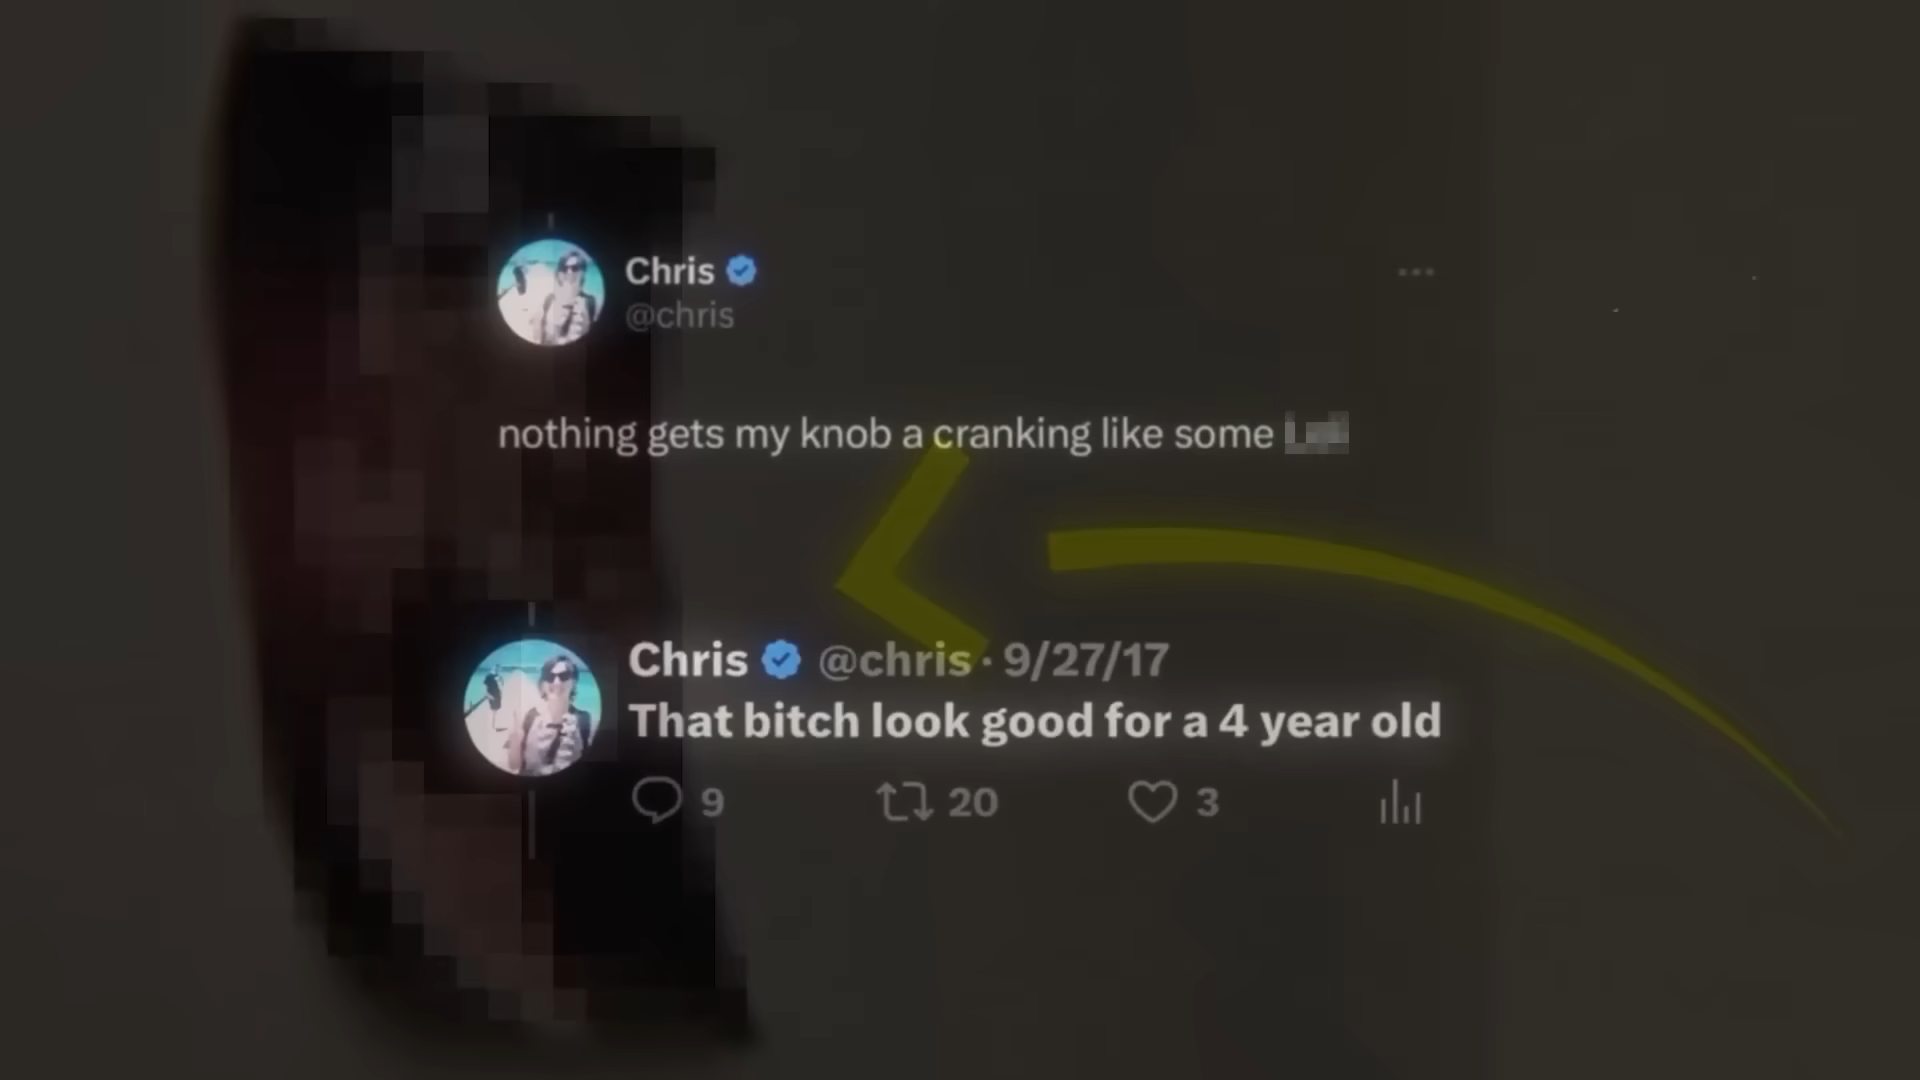 Chris
@chris
nothing gets my knob a cranking like some
Chris @chris · 9/27/17
That bitch look good for a 4 year old
9 20 3